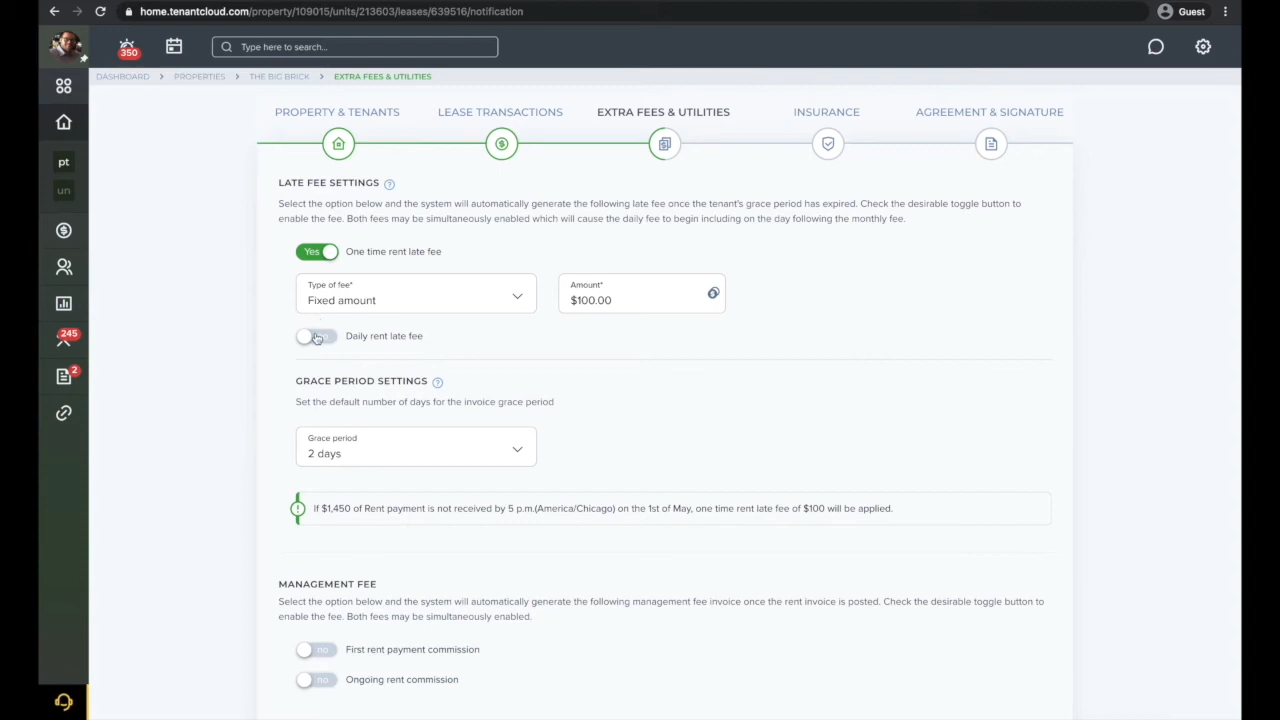 home.tenantcloud.com/property/109015/units/213603/leases/639516/notification
Guest
350
Type here to search...
DASHBOARD
PROPERTIES
THE BIG BRICK
EXTRA FEES & UTILITIES
PROPERTY & TENANTS
LEASE TRANSACTIONS
EXTRA FEES & UTILITIES
INSURANCE
AGREEMENT & SIGNATURE
pt
un
245
2
LATE FEE SETTINGS
Select the option below and the system will automatically generate the following late fee once the tenant's grace period has expired. Check the desirable toggle button to
enable the fee. Both fees may be simultaneously enabled which will cause the daily fee to begin including on the day following the monthly fee.
Yes One time rent late fee
Type of fee*
Fixed amount
Amount*
$100.00
Daily rent late fee
GRACE PERIOD SETTINGS
Set the default number of days for the invoice grace period
Grace period
2 days
If $1,450 of Rent payment is not received by 5 p.m.(America/Chicago) on the 1st of May, one time rent late fee of $100 will be applied.
MANAGEMENT FEE
Select the option below and the system will automatically generate the following management fee invoice once the rent invoice is posted. Check the desirable toggle button to
enable the fee. Both fees may be simultaneously enabled.
no First rent payment commission
no Ongoing rent commission